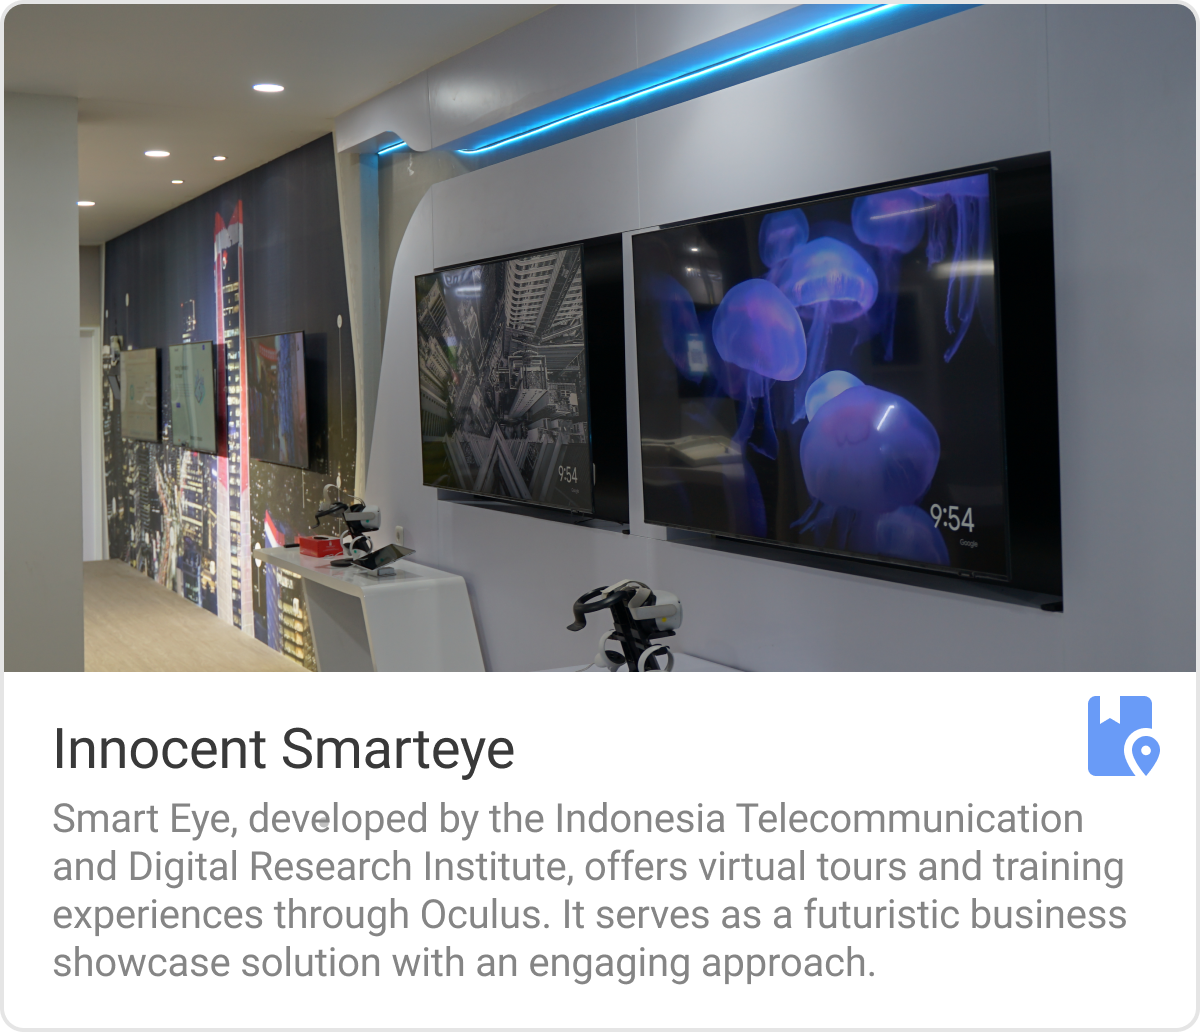 9:54
Google
9:54
Google
Innocent Smarteye
Smart Eye, developed by the Indonesia Telecommunication
and Digital Research Institute, offers virtual tours and training
experiences through Oculus. It serves as a futuristic business
showcase solution with an engaging approach.